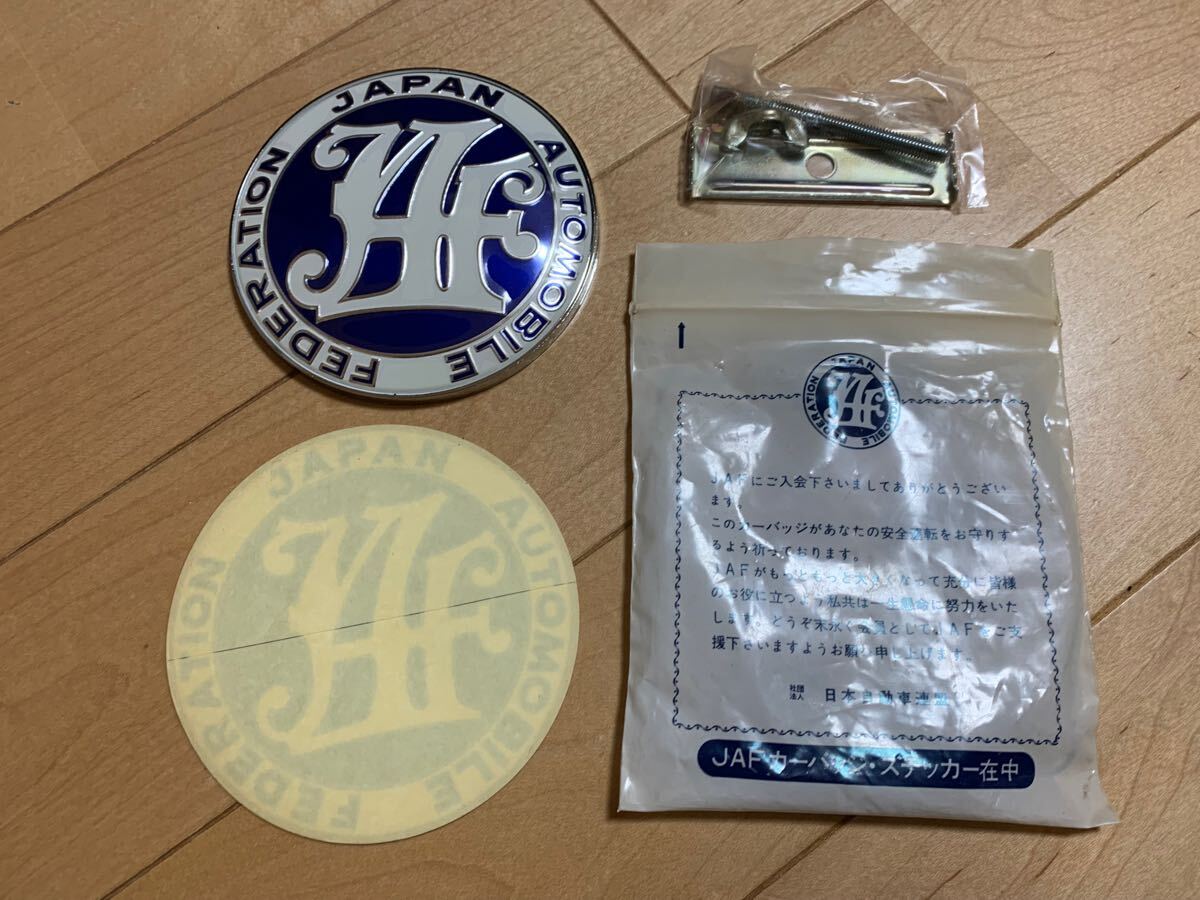 JAPAN AUTOMOBILE FEDERATION
JAF
JAPAN AUTOMOBILE FEDERATION
JAF
JAPAN AUTOMOBILE FEDERATION
JAF
JAFにご入会下さいましてありがとうござい
ます。
このカーバッジがあなたの安全運転をお守りす
るよう祈っております。
JAFがもっともっと大きくなって充分に皆様
のお役に立つよう私共は一生懸命に努力をいた
します。どうぞ末永く会員としてJAFをご支
援下さいますようお願い申し上げます。
社団法人 日本自動車連盟
JAFカーバッジ・ステッカー在中